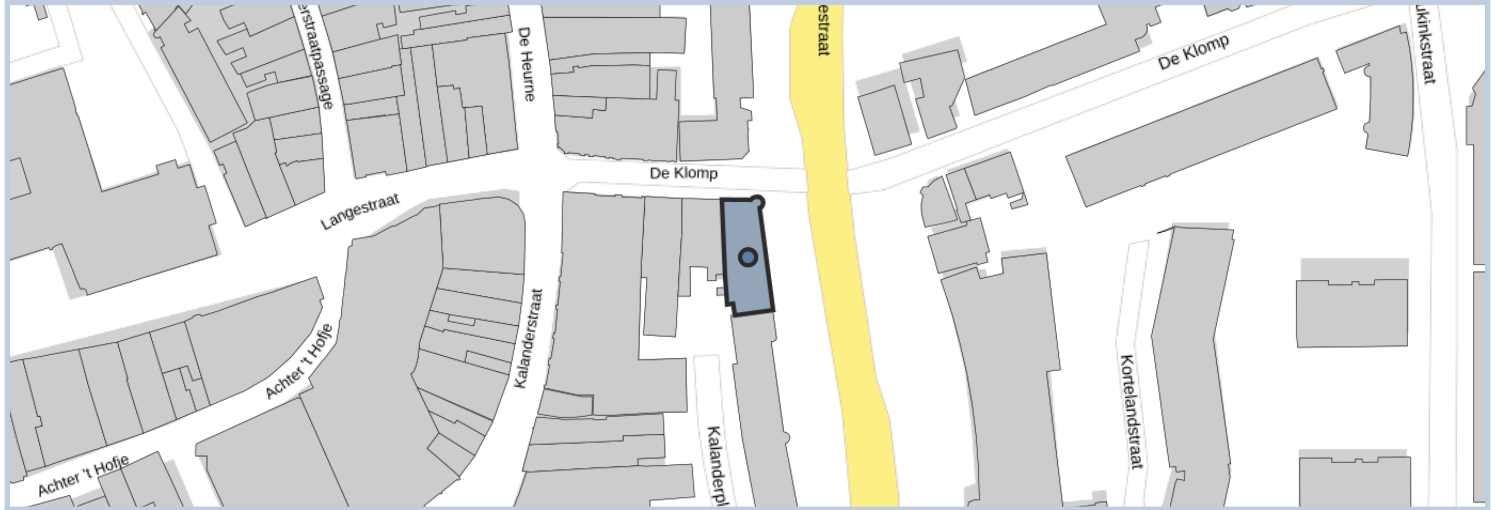 erstraatpassage
De Heurne
estraat
De Klomp
ukinkstraat
De Klomp
Langestraat
Kalanderstraat
Achter 't Hofje
Kortelandstraat
Achter 't Hofje
Kalanderpl